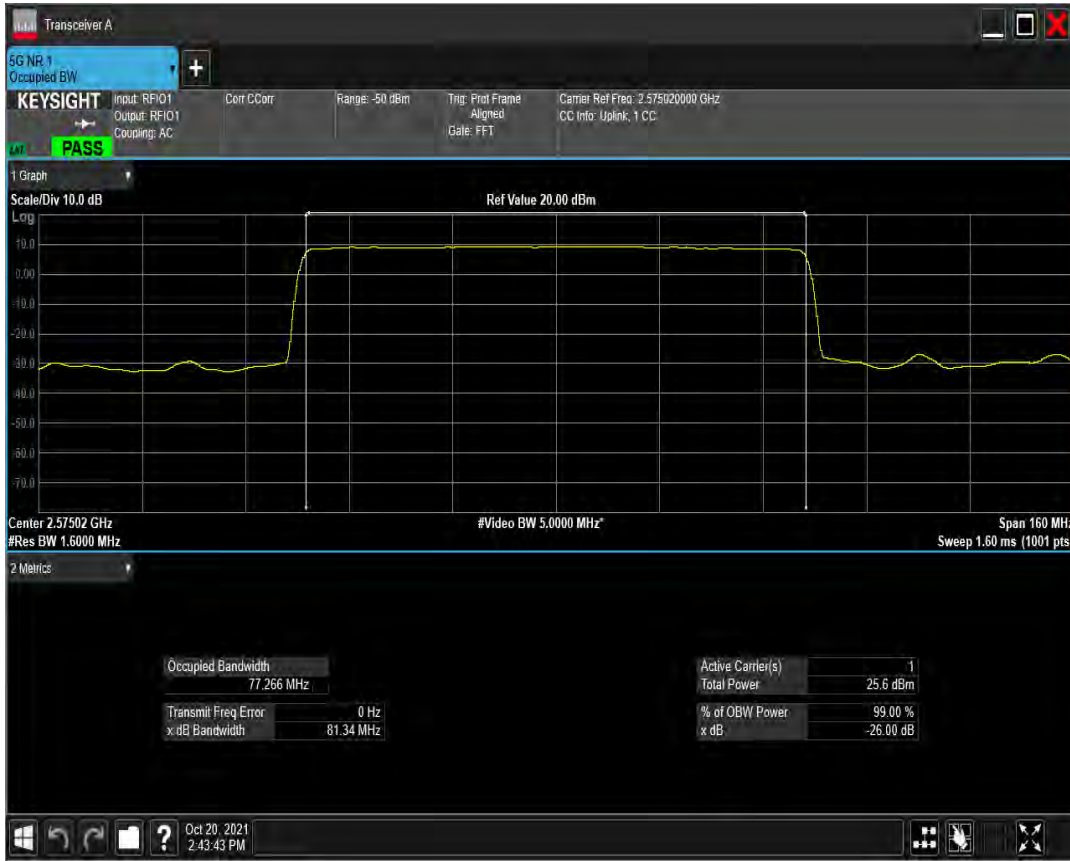 Transceiver A
5G NR 1
Occupied BW
+
KEYSIGHT
Input: RFIO1
Output: RFIO1
Coupling: AC
Corr CCorr
Range: -50 dBm
Trig: Prot Frame
Aligned
Gate: FFT
Carrier Ref Freq: 2.575020000 GHz
CC Info: Uplink, 1 CC
PASS
1 Graph
Scale/Div 10.0 dB
Ref Value 20.00 dBm
Log
10.0
0.00
-10.0
-20.0
-30.0
-40.0
-50.0
-60.0
-70.0
Center 2.57502 GHz
#Video BW 5.0000 MHz*
Span 160 MHz
#Res BW 1.6000 MHz
Sweep 1.60 ms (1001 pts
2 Metrics
Occupied Bandwidth
77.266 MHz
Transmit Freq Error 0 Hz
x dB Bandwidth 81.34 MHz
Active Carrier(s) 1
Total Power 25.6 dBm
% of OBW Power 99.00 %
x dB -26.00 dB
?
Oct 20, 2021
2:43:43 PM